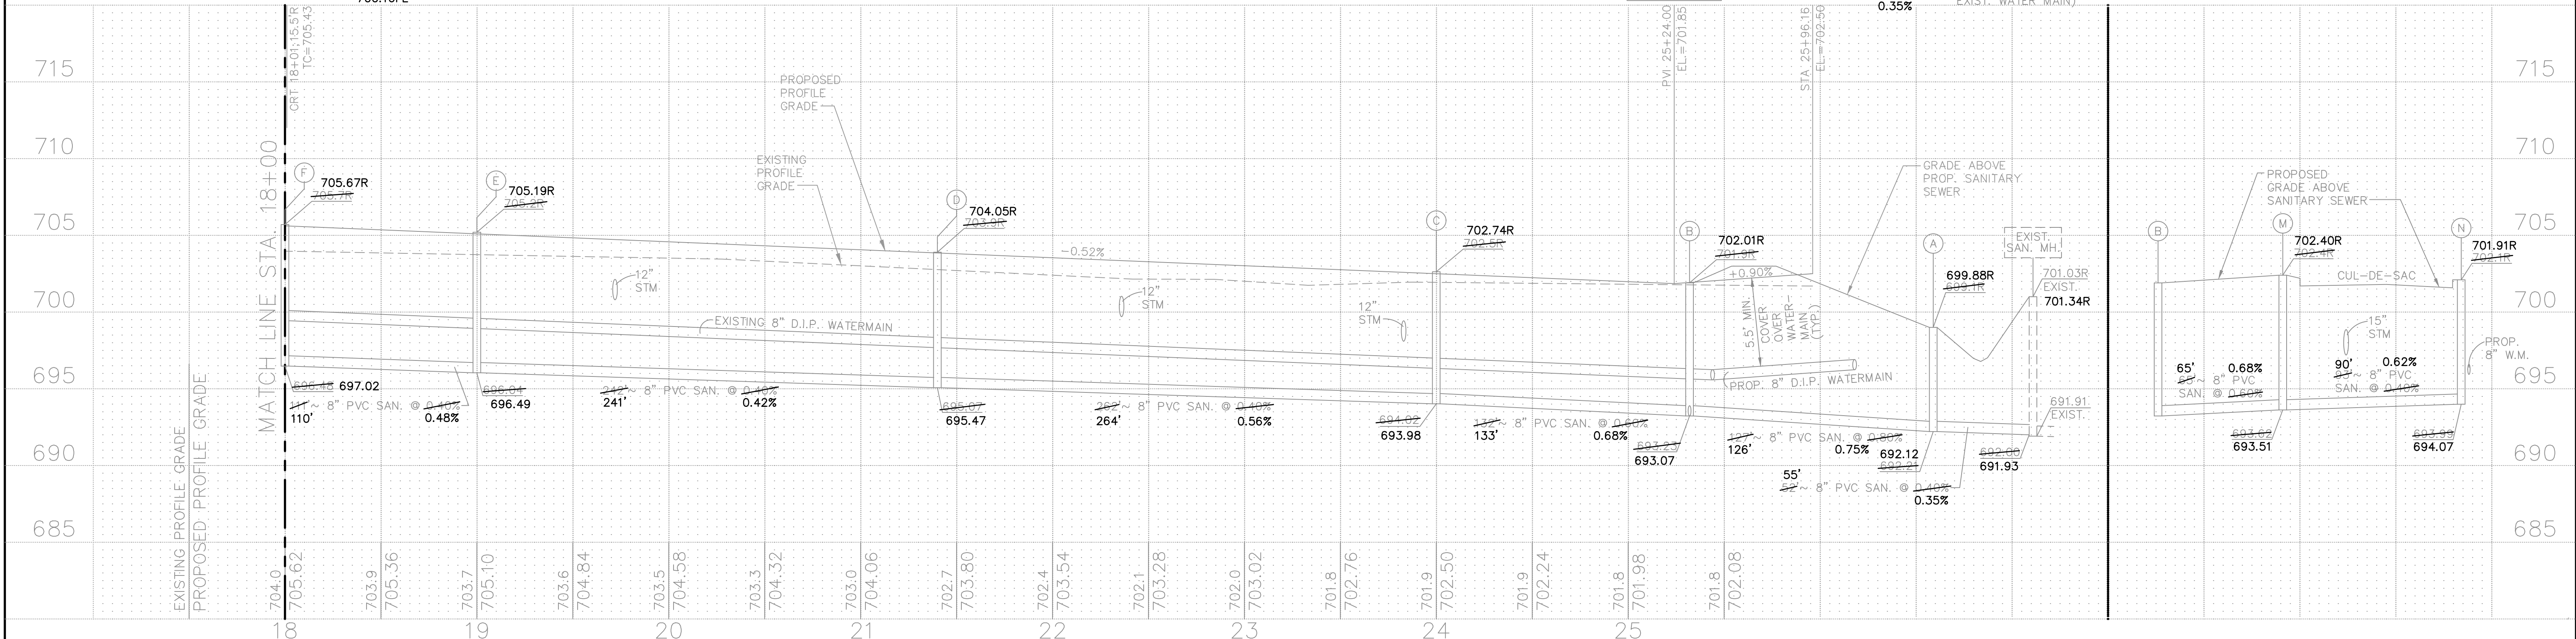 CRT 18+01,15.5'R
TC=705.43
PVI 25+24.00
EL=701.85
STA 25+96.16
EL=702.50
0.35%
EXIST. WATER MAIN)
715
715
710
710
705
705
700
700
695
695
690
690
685
685
MATCH LINE STA. 18+00
EXISTING PROFILE GRADE
PROPOSED PROFILE GRADE
PROPOSED
PROFILE
GRADE
EXISTING
PROFILE
GRADE
F
705.67R
705.7R
E
705.19R
705.2R
D
704.05R
703.9R
-0.52%
C
702.74R
702.5R
B
702.01R
701.9R
+0.90%
GRADE ABOVE
PROP. SANITARY
SEWER
A
699.88R
699.1R
EXIST.
SAN. MH.
701.03R
EXIST.
701.34R
12"
STM
12"
STM
12"
STM
EXISTING 8" D.I.P. WATERMAIN
5.5' MIN.
COVER
OVER
WATER-
MAIN
(TYP.)
PROP. 8" D.I.P. WATERMAIN
696.48 697.02
111'~ 8" PVC SAN. @ 0.40%
110' 0.48%
696.04
696.49
242'~ 8" PVC SAN. @ 0.40%
241' 0.42%
695.07
695.47
262'~ 8" PVC SAN. @ 0.40%
264' 0.56%
694.02
693.98
132'~ 8" PVC SAN. @ 0.60%
133' 0.68%
693.23
693.07
127'~ 8" PVC SAN. @ 0.80%
126' 0.75%
692.12
692.21
55'
52'~ 8" PVC SAN. @ 0.40%
0.35%
692.00
691.93
691.91
EXIST.
B
PROPOSED
GRADE ABOVE
SANITARY SEWER
M
702.40R
702.4R
CUL-DE-SAC
N
701.91R
702.1R
15"
STM
PROP.
8" W.M.
65' 0.68%
65'~ 8" PVC
SAN. @ 0.60%
90' 0.62%
93'~ 8" PVC
SAN. @ 0.40%
693.62
693.51
693.99
694.07
704.0
705.62
703.9
705.36
703.7
705.10
703.6
704.84
703.5
704.58
703.3
704.32
703.0
704.06
702.7
703.80
702.4
703.54
702.1
703.28
702.0
703.02
701.8
702.76
701.9
702.50
701.9
702.24
701.8
701.98
701.8
702.08
18 19 20 21 22 23 24 25